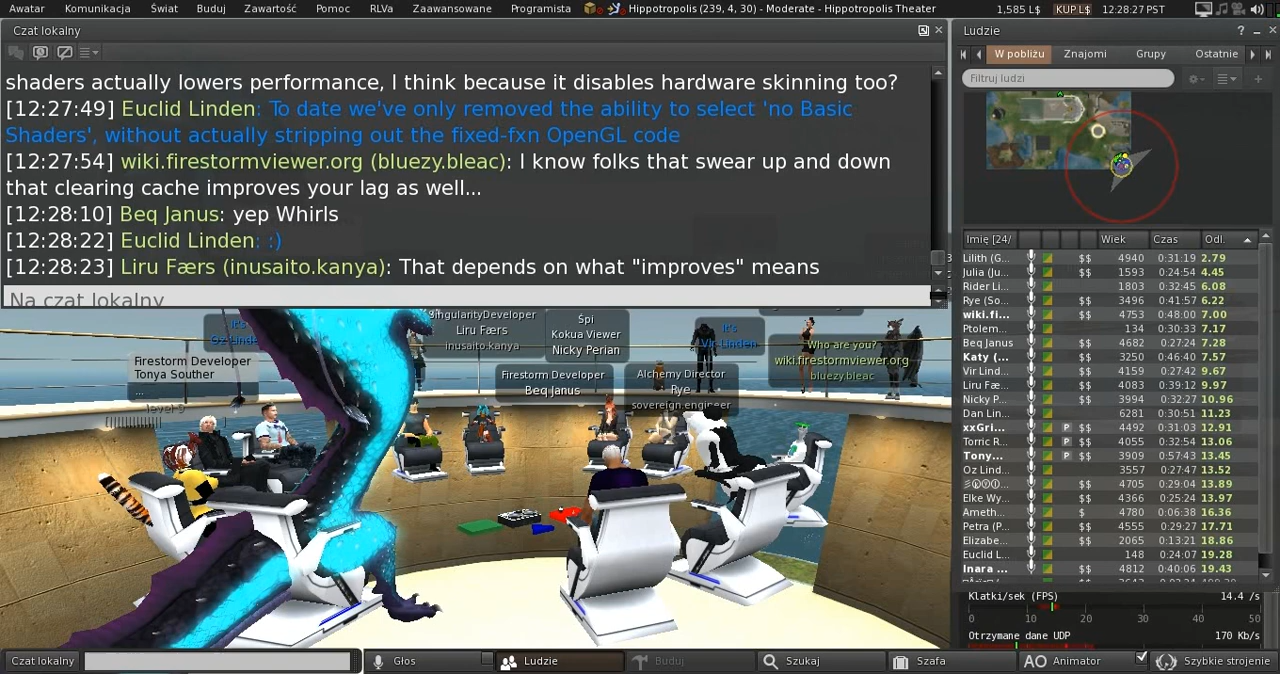 Awatar Komunikacja Świat Buduj Zawartość Pomoc RLVa Zaawansowane Programista Hippotropolis (239, 4, 30) - Moderate - Hippotropolis Theater 1,585 L$ KUP L$ 12:28:27 PST
Czat lokalny
shaders actually lowers performance, I think because it disables hardware skinning too?
[12:27:49] Euclid Linden: To date we've only removed the ability to select 'no Basic
Shaders', without actually stripping out the fixed-fxn OpenGL code
[12:27:54] wiki.firestormviewer.org (bluezy.bleac): I know folks that swear up and down
that clearing cache improves your lag as well...
[12:28:10] Beq Janus: yep Whirls
[12:28:22] Euclid Linden: :)
[12:28:23] Liru Færs (inusaito.kanya): That depends on what "improves" means
Na czat lokalny
It's
Oz Linde
SingularityDeveloper
Liru Færs
inusaito.kanya
Śpi
Kokua Viewer
Nicky Perian
It's
Linden
Who are you?
wiki.firestormviewer.org
bluezy.bleac
Firestorm Developer
Tonya Souther
...
level 9
Firestorm Developer
Beq Janus
Alchemy Director
Rye
sovereign.engineer
Ludzie
W pobliżu Znajomi Grupy Ostatnie
Filtruj ludzi
Imię [24/ Wiek Czas Odl.
Lilith (G... $$ 4940 0:31:19 2.79
Julia (Ju... $$ 1593 0:24:54 4.45
Rider Li... 1803 0:32:45 6.08
Rye (So... $$ 3496 0:41:57 6.22
wiki.fi... $$ 4753 0:48:00 7.00
Ptolem... 134 0:30:33 7.17
Beq Janus $$ 4682 0:27:24 7.28
Katy (... $$ 3250 0:46:40 7.57
Vir Lind... $$ 4159 0:27:42 9.67
Liru Fæ... $$ 4083 0:39:12 9.97
Nicky P... $$ 3994 0:32:27 10.96
Dan Lin... 6281 0:30:51 11.23
xxGri... P $$ 4492 0:31:03 12.91
Torric R... P $$ 4055 0:32:54 13.06
Tony... P $$ 3909 0:57:43 13.45
Oz Lind... 3557 0:27:47 13.52
$$ 4705 0:29:04 13.89
Elke Wy... $$ 4366 0:25:24 13.97
Ameth... $ 4780 0:06:38 16.36
Petra (P... $$ 4555 0:29:27 17.71
Elizabe... $$ 2065 0:13:21 18.86
Euclid L... 148 0:24:07 19.28
Inara ... $$ 4812 0:40:06 19.43
Klatki/sek (FPS) 14.4 /s
0 10 20 30 40 50
Otrzymane dane UDP 170 Kb/s
Czat lokalny Głos Ludzie Buduj Szukaj Szafa AO Animator Szybkie strojenie